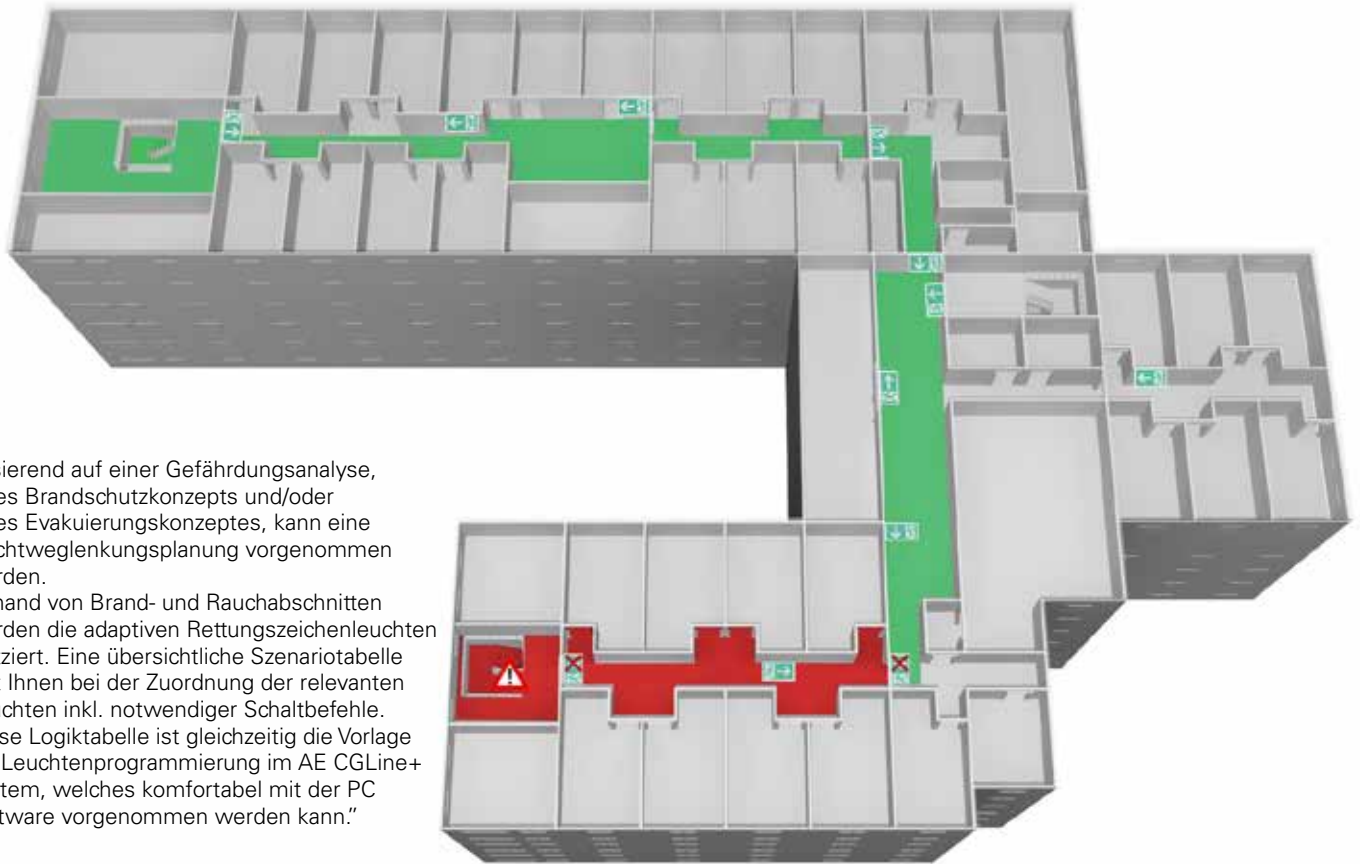 sierend auf einer Gefährdungsanalyse,
es Brandschutzkonzepts und/oder
es Evakuierungskonzeptes, kann eine
chtweglenkungsplanung vorgenommen
rden.
hand von Brand- und Rauchabschnitten
rden die adaptiven Rettungszeichenleuchten
ziert. Eine übersichtliche Szenariotabelle
t Ihnen bei der Zuordnung der relevanten
chten inkl. notwendiger Schaltbefehle.
se Logiktabelle ist gleichzeitig die Vorlage
Leuchtenprogrammierung im AE CGLine+
tem, welches komfortabel mit der PC
tware vorgenommen werden kann.”